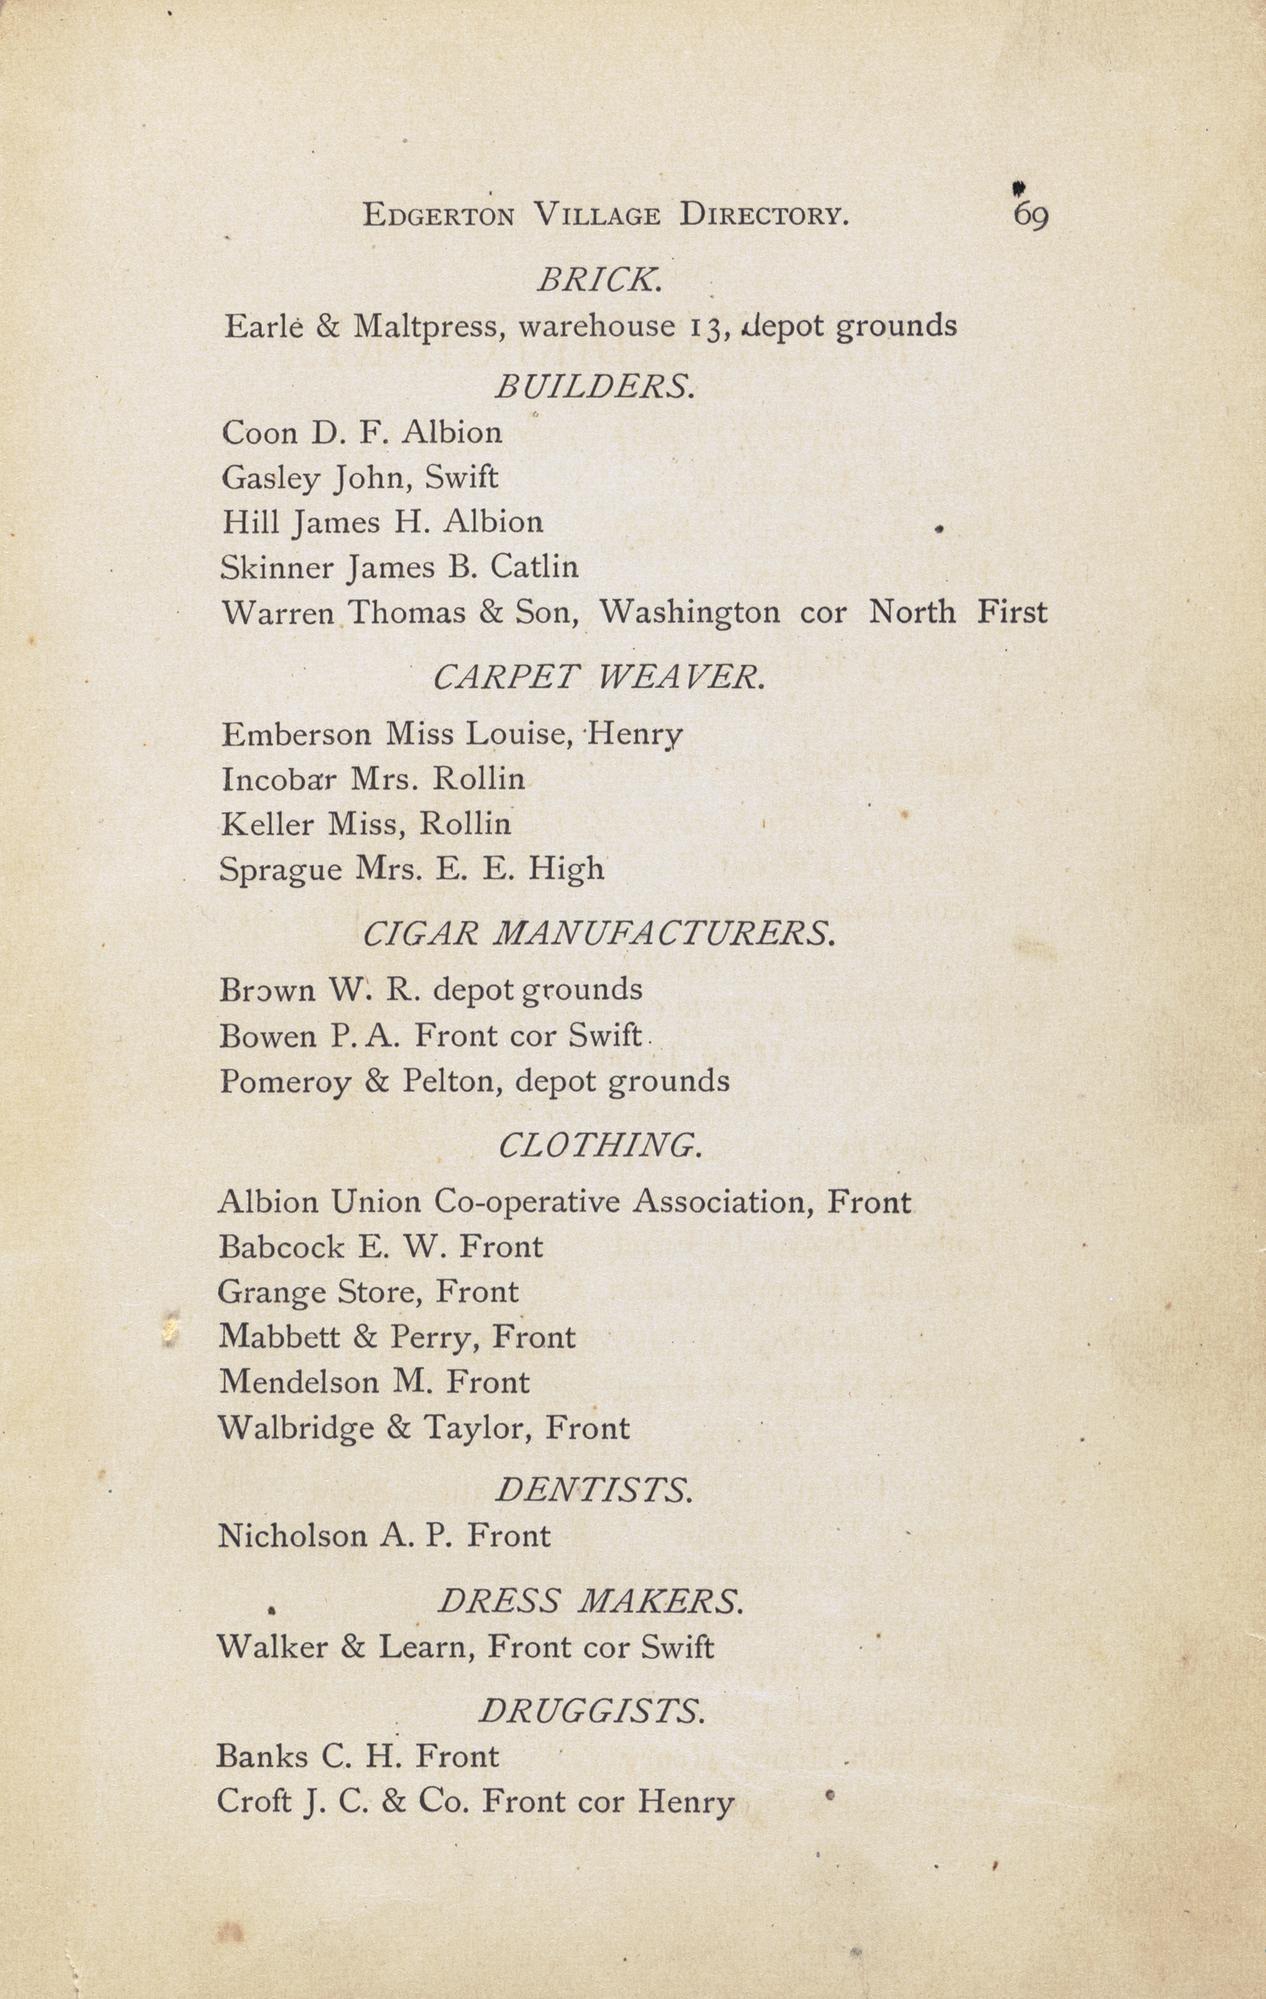 EDGERTON VILLAGE DIRECTORY. 69
BRICK.
Earle & Maltpress, warehouse 13, depot grounds
BUILDERS.
Coon D. F. Albion
Gasley John, Swift
Hill James H. Albion
Skinner James B. Catlin
Warren Thomas & Son, Washington cor North First
CARPET WEAVER.
Emberson Miss Louise, Henry
Incobar Mrs. Rollin
Keller Miss, Rollin
Sprague Mrs. E. E. High
CIGAR MANUFACTURERS.
Brown W. R. depot grounds
Bowen P. A. Front cor Swift
Pomeroy & Pelton, depot grounds
CLOTHING.
Albion Union Co-operative Association, Front
Babcock E. W. Front
Grange Store, Front
Mabbett & Perry, Front
Mendelson M. Front
Walbridge & Taylor, Front
DENTISTS.
Nicholson A. P. Front
DRESS MAKERS.
Walker & Learn, Front cor Swift
DRUGGISTS.
Banks C. H. Front
Croft J. C. & Co. Front cor Henry